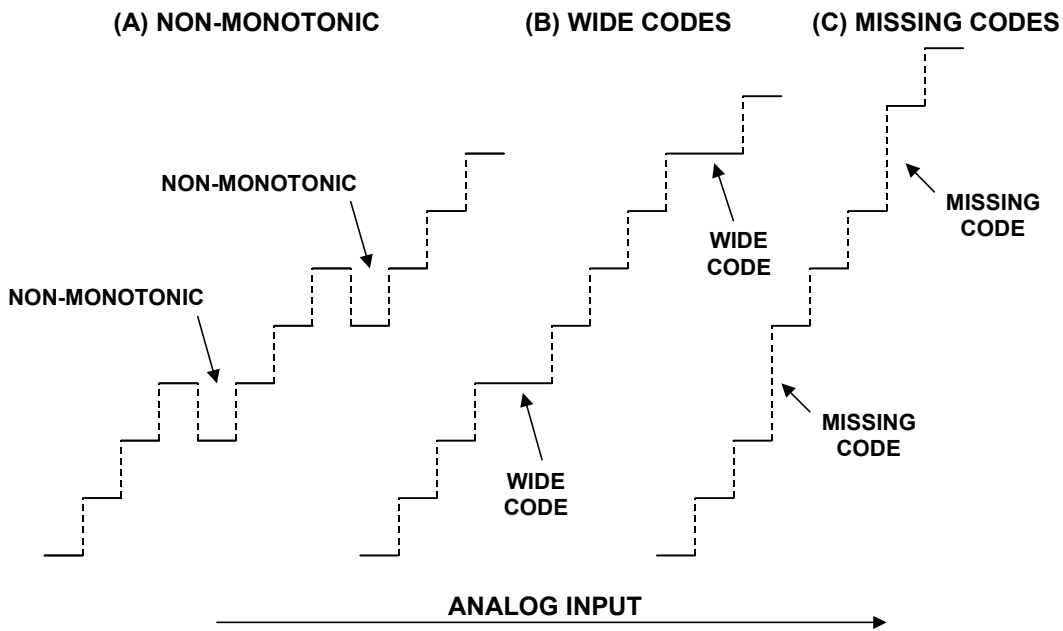 (A) NON-MONOTONIC
(B) WIDE CODES
(C) MISSING CODES
NON-MONOTONIC
NON-MONOTONIC
WIDE
CODE
WIDE
CODE
MISSING
CODE
MISSING
CODE
ANALOG INPUT